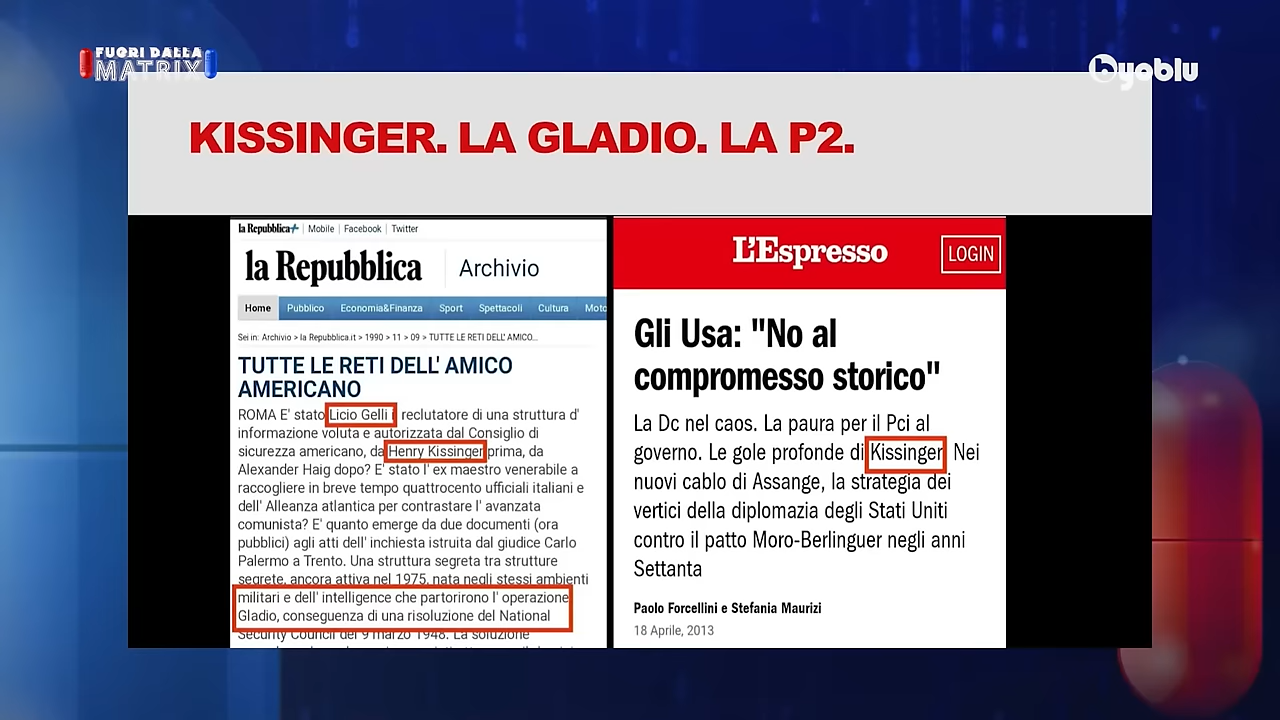 FUORI DALLA
MATRIX
byoblu
KISSINGER. LA GLADIO. LA P2.
la Repubblica+ | Mobile | Facebook | Twitter
la Repubblica Archivio
Home Pubblico Economia&Finanza Sport Spettacoli Cultura Moto
Sei in: Archivio > la Repubblica.it > 1990 > 11 > 09 > TUTTE LE RETI DELL' AMICO...
TUTTE LE RETI DELL' AMICO
AMERICANO
ROMA E' stato Licio Gelli il reclutatore di una struttura d'
informazione voluta e autorizzata dal Consiglio di
sicurezza americano, da Henry Kissinger prima, da
Alexander Haig dopo? E' stato l' ex maestro venerabile a
raccogliere in breve tempo quattrocento ufficiali italiani e
dell' Alleanza atlantica per contrastare l' avanzata
comunista? E' quanto emerge da due documenti (ora
pubblici) agli atti dell' inchiesta istruita dal giudice Carlo
Palermo a Trento. Una struttura segreta tra strutture
segrete, ancora attiva nel 1975, nata negli stessi ambienti
militari e dell' intelligence che partorirono l' operazione
Gladio, conseguenza di una risoluzione del National
Security Council del 9 marzo 1948. La soluzione
L'Espresso
LOGIN
Gli Usa: "No al
compromesso storico"
La Dc nel caos. La paura per il Pci al
governo. Le gole profonde di Kissinger. Nei
nuovi cablo di Assange, la strategia dei
vertici della diplomazia degli Stati Uniti
contro il patto Moro-Berlinguer negli anni
Settanta
Paolo Forcellini e Stefania Maurizi
18 Aprile, 2013